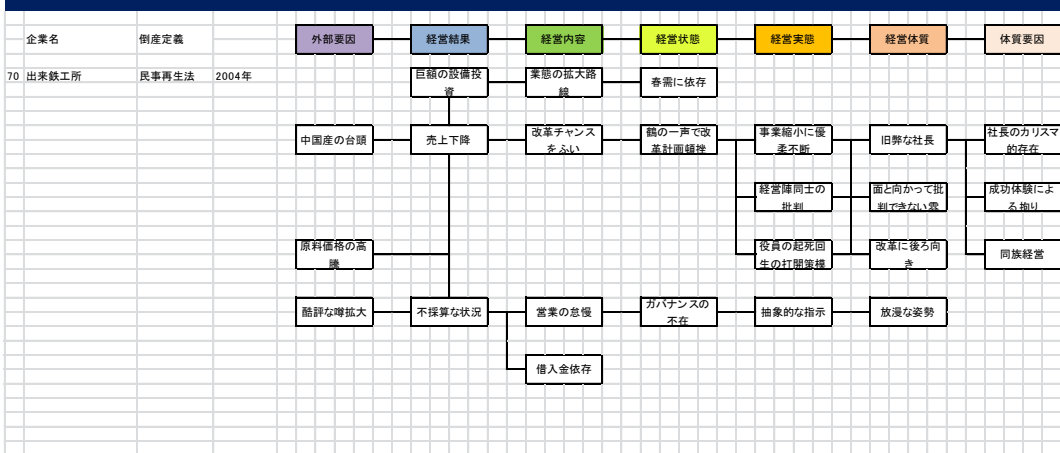 企業名 倒産定義 外部要因 経営結果 経営内容 経営状態 経営実態 経営体質 体質要因
70 出来鉄工所 民事再生法 2004年
巨額の設備投
資
業態の拡大路
線
春需に依存
中国産の台頭
売上下降
改革チャンス
をふい
鶴の一声で改
革計画頓挫
事業縮小に優
柔不断
旧弊な社長
社長のカリスマ
的存在
経営陣同士の
批判
面と向かって批
判できない雰
成功体験によ
る拘り
原料価格の高
騰
役員の起死回
生の打開策模
改革に後ろ向
き
同族経営
酷評な噂拡大
不採算な状況
営業の怠慢
ガバナンスの
不在
抽象的な指示
放漫な姿勢
借入金依存